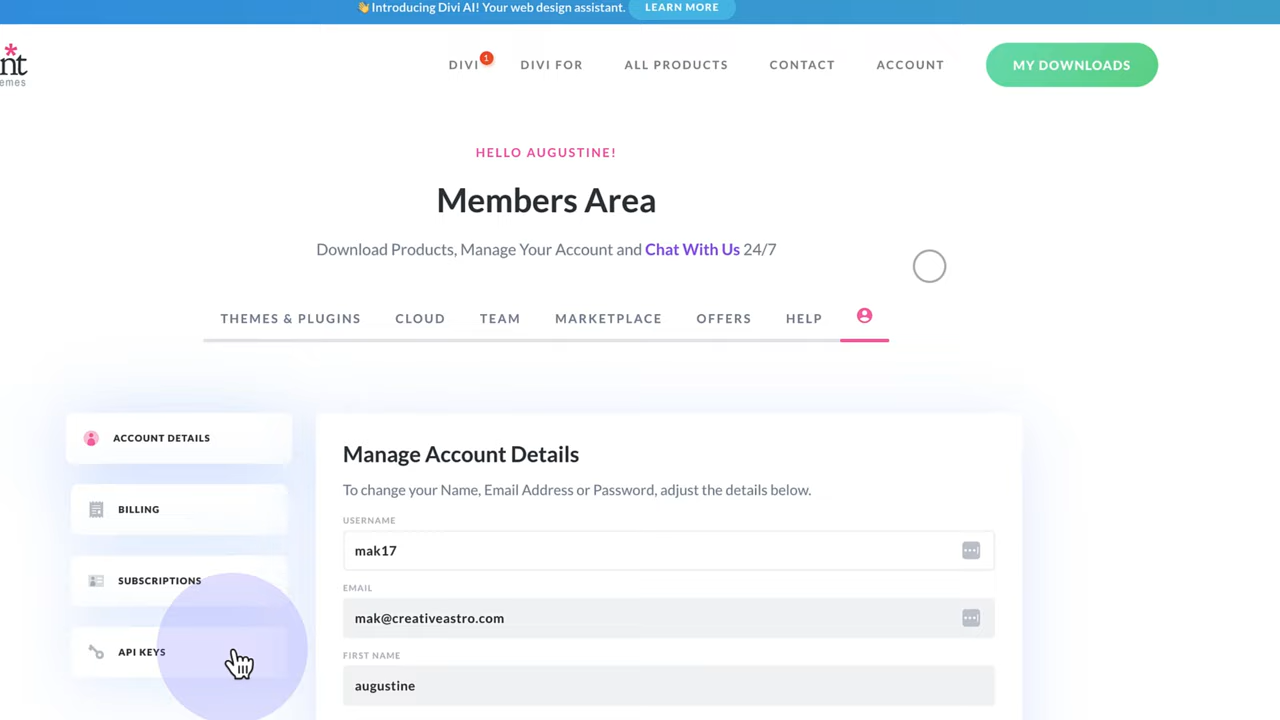 👋Introducing Divi AI! Your web design assistant. LEARN MORE
nt
emes
DIVI 1 DIVI FOR ALL PRODUCTS CONTACT ACCOUNT MY DOWNLOADS
HELLO AUGUSTINE!
Members Area
Download Products, Manage Your Account and Chat With Us 24/7
THEMES & PLUGINS CLOUD TEAM MARKETPLACE OFFERS HELP
ACCOUNT DETAILS
BILLING
SUBSCRIPTIONS
API KEYS
Manage Account Details
To change your Name, Email Address or Password, adjust the details below.
USERNAME
mak17
EMAIL
mak@creativeastro.com
FIRST NAME
augustine